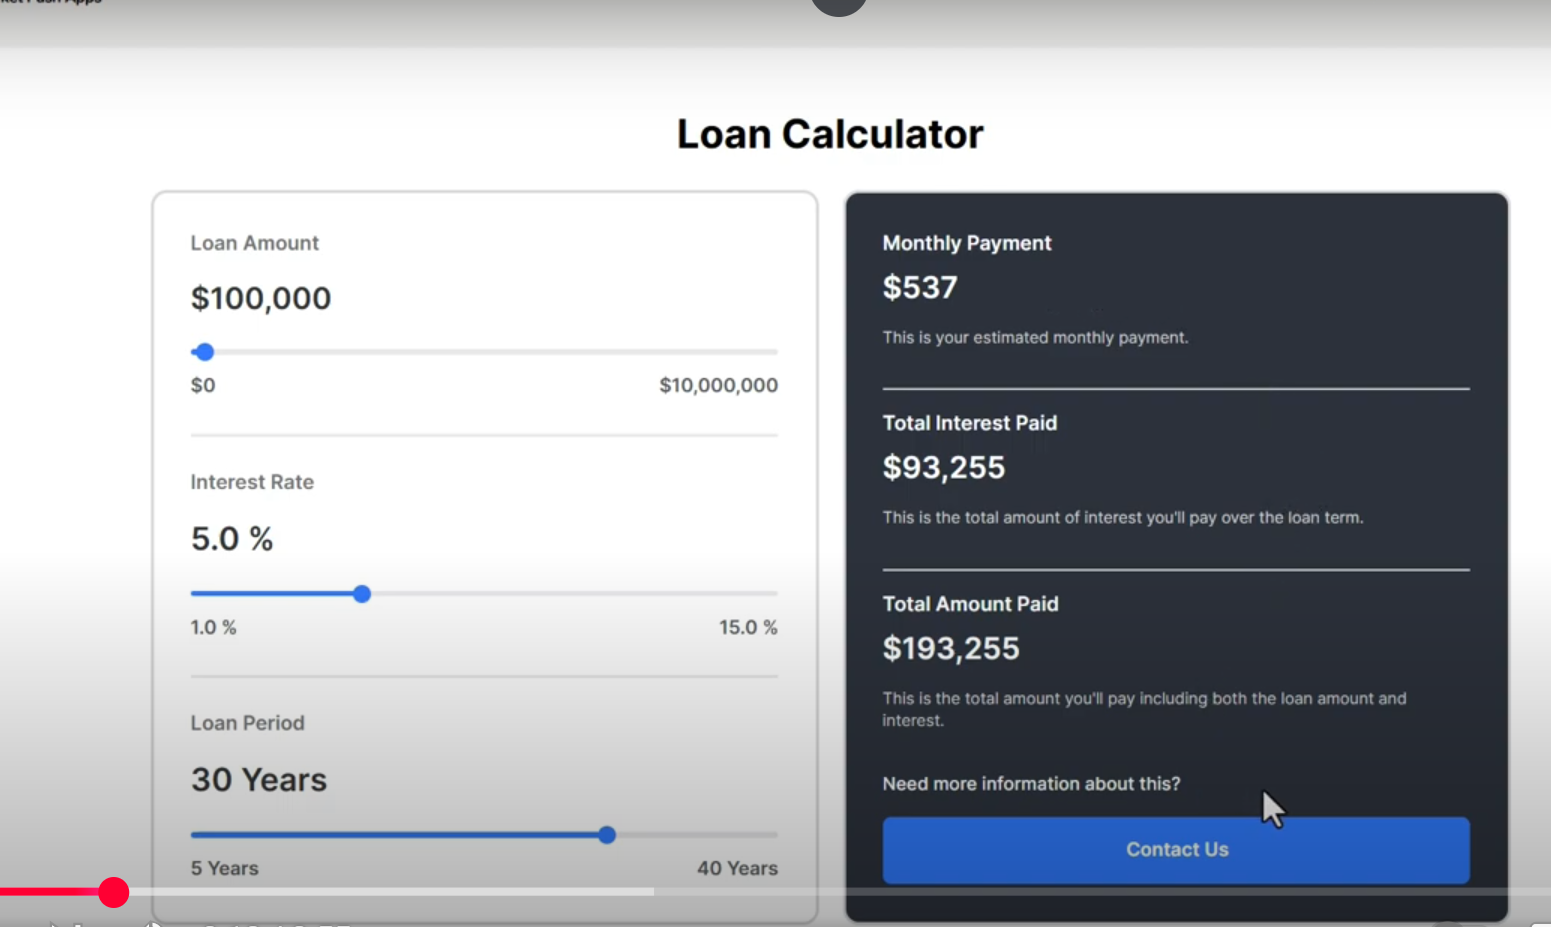 Loan Calculator
Loan Amount
$100,000
$0 $10,000,000
Interest Rate
5.0 %
1.0 % 15.0 %
Loan Period
30 Years
5 Years 40 Years
Monthly Payment
$537
This is your estimated monthly payment.
Total Interest Paid
$93,255
This is the total amount of interest you'll pay over the loan term.
Total Amount Paid
$193,255
This is the total amount you'll pay including both the loan amount and
interest.
Need more information about this?
Contact Us